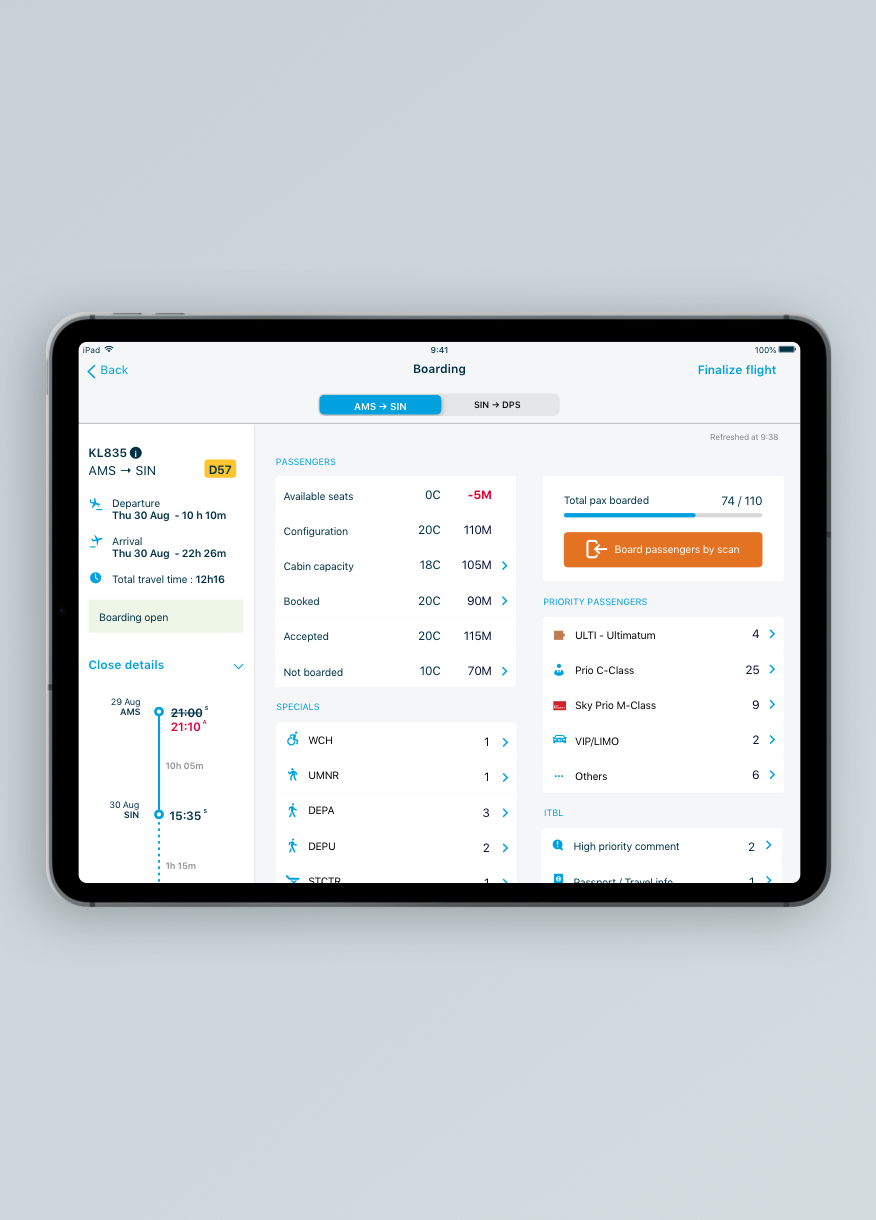 iPad
9:41
100%
Back
Boarding
Finalize flight
AMS → SIN
SIN → DPS
Refreshed at 9:38
KL835
AMS → SIN
D57
Departure
Thu 30 Aug - 10 h 10m
Arrival
Thu 30 Aug - 22h 26m
Total travel time : 12h16
Boarding open
Close details
29 Aug
AMS
21:00 S
21:10 A
10h 05m
30 Aug
SIN
15:35 S
1h 15m
PASSENGERS
Available seats 0C -5M
Configuration 20C 110M
Cabin capacity 18C 105M
Booked 20C 90M
Accepted 20C 115M
Not boarded 10C 70M
SPECIALS
WCH 1
UMNR 1
DEPA 3
DEPU 2
STCTR 1
Total pax boarded 74 / 110
Board passengers by scan
PRIORITY PASSENGERS
ULTI - Ultimatum 4
Prio C-Class 25
Sky Prio M-Class 9
VIP/LIMO 2
Others 6
ITBL
High priority comment 2
Passport / Travel info 1